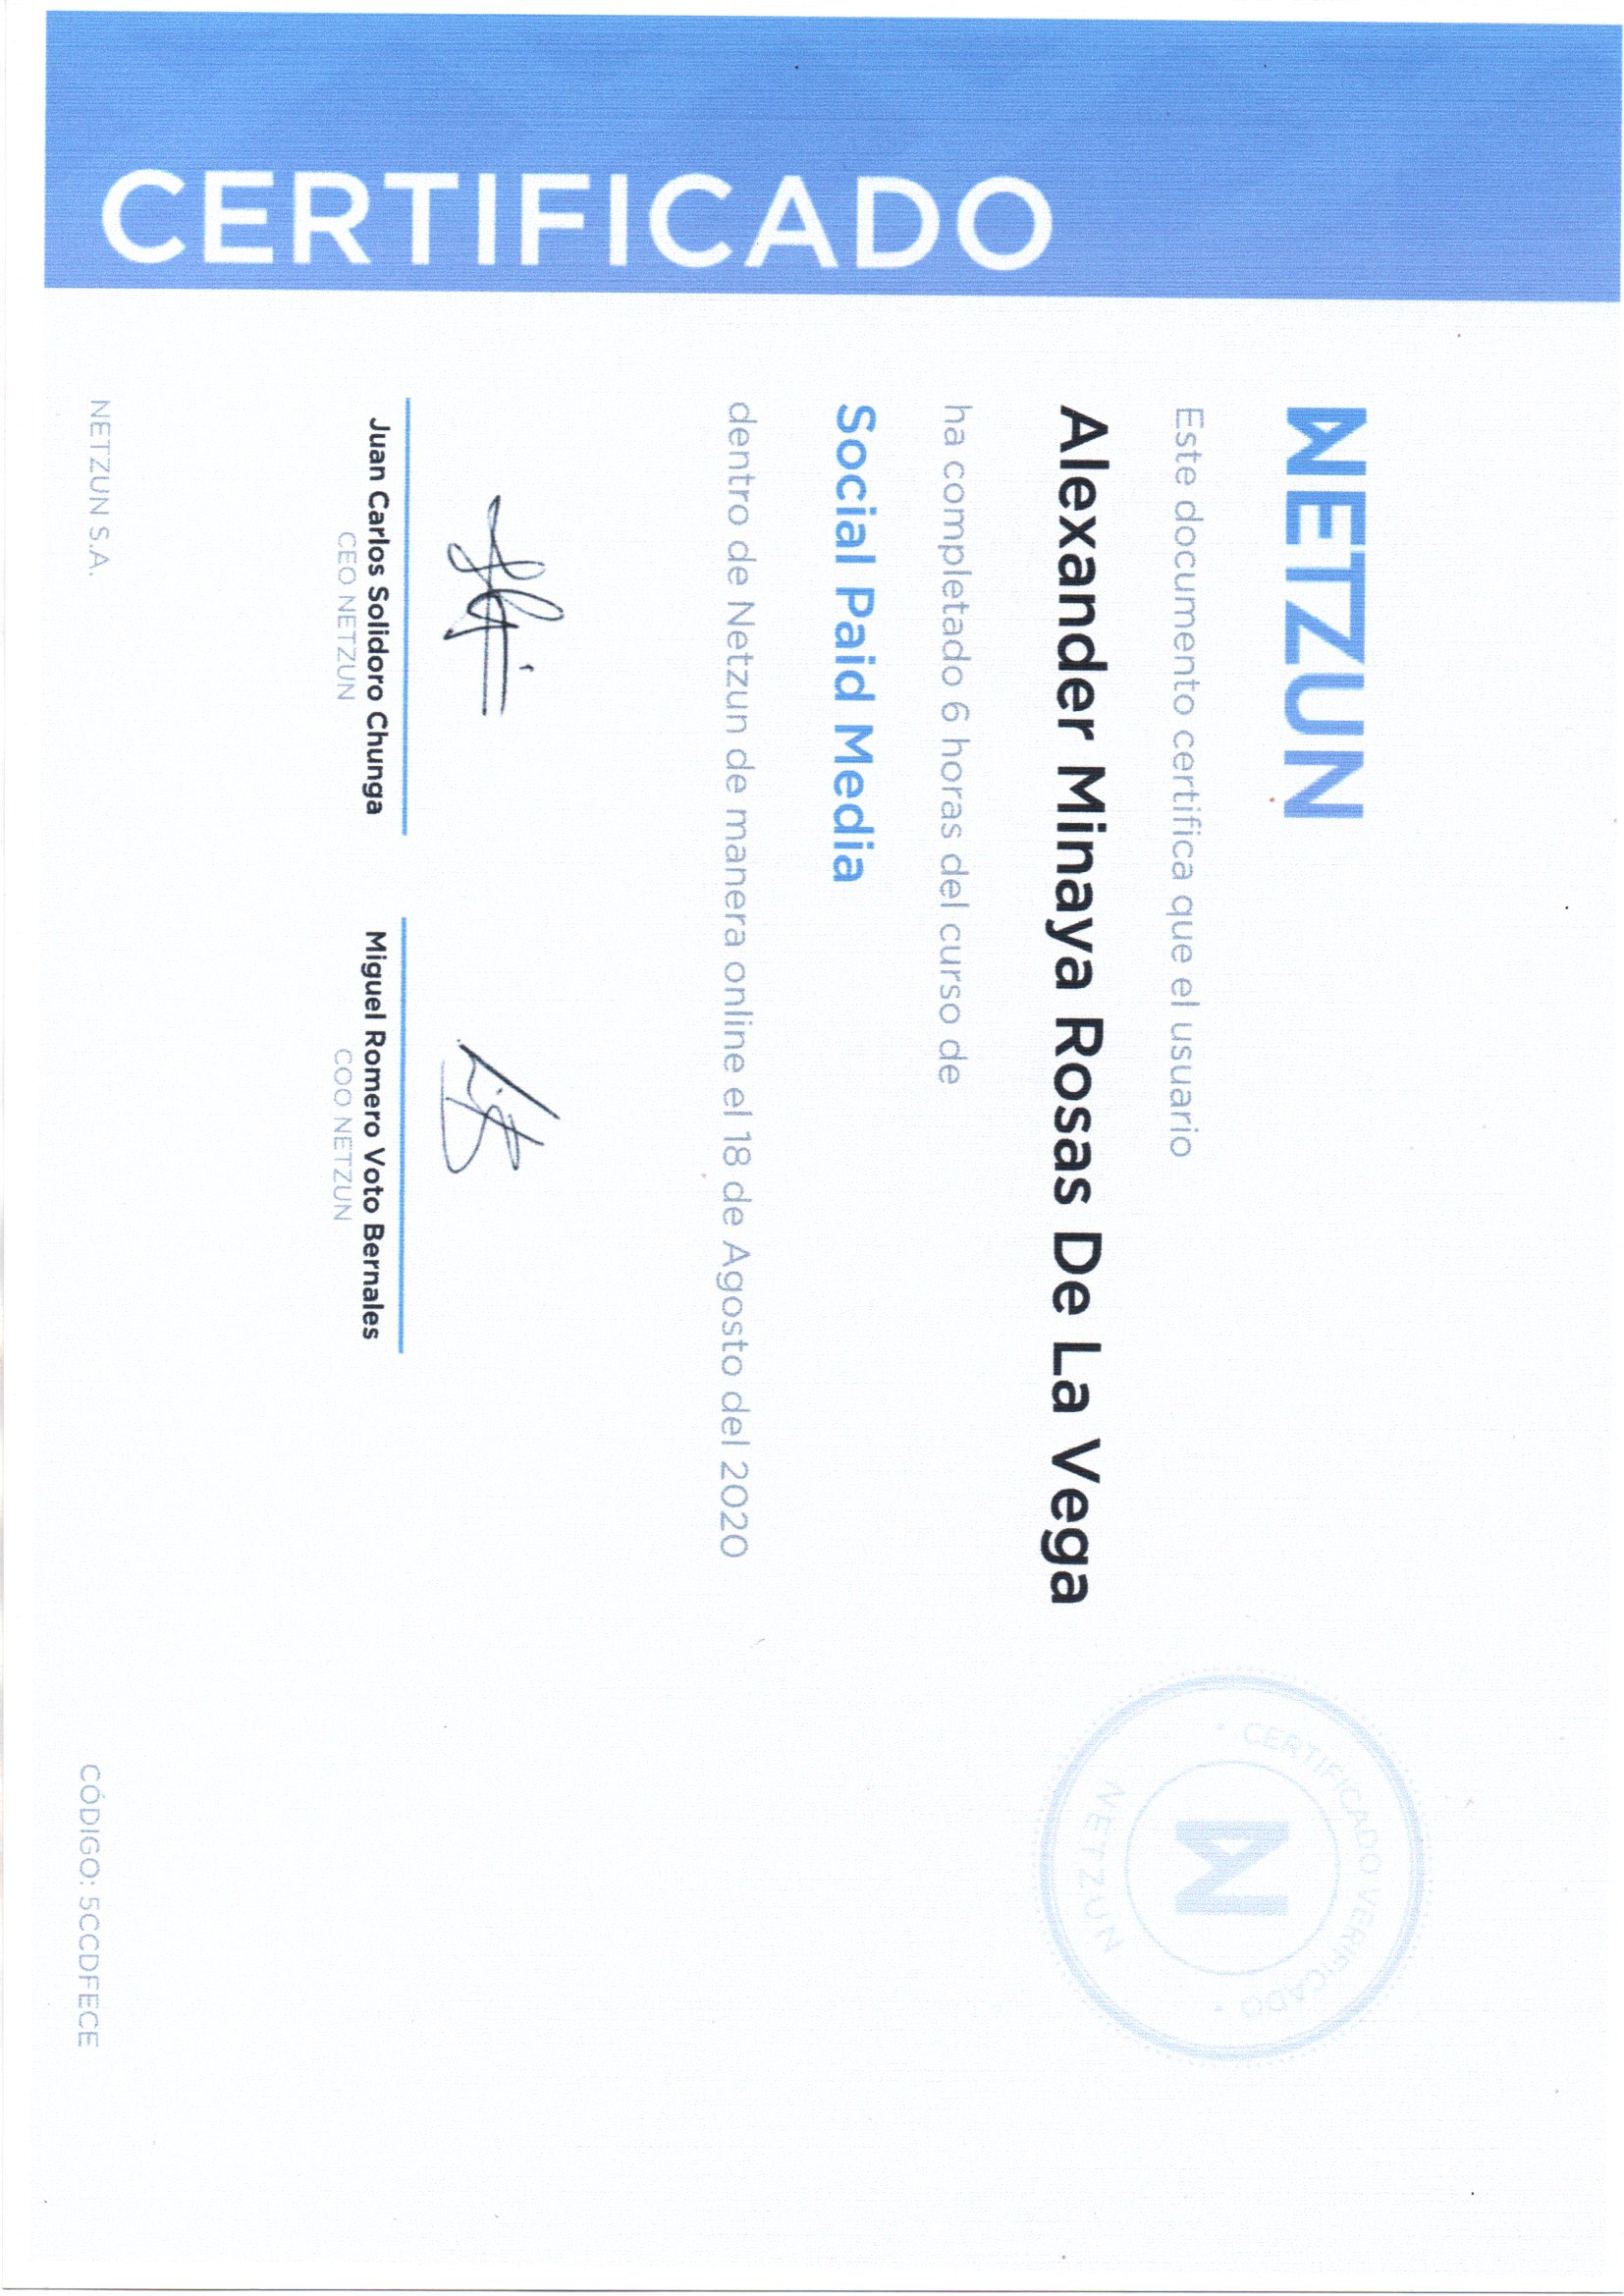 CERTIFICADO
NETZUN
CERTIFICADO VERIFICADO
N
NETZUN
Este documento certifica que el usuario
Alexander Minaya Rosas De La Vega
ha completado 6 horas del curso de
Social Paid Media
dentro de Netzun de manera online el 18 de Agosto del 2020
Juan Carlos Solidoro Chunga
CEO NETZUN
Miguel Romero Voto Bernales
COO NETZUN
NETZUN S.A.
CÓDIGO: 5CCDFECE